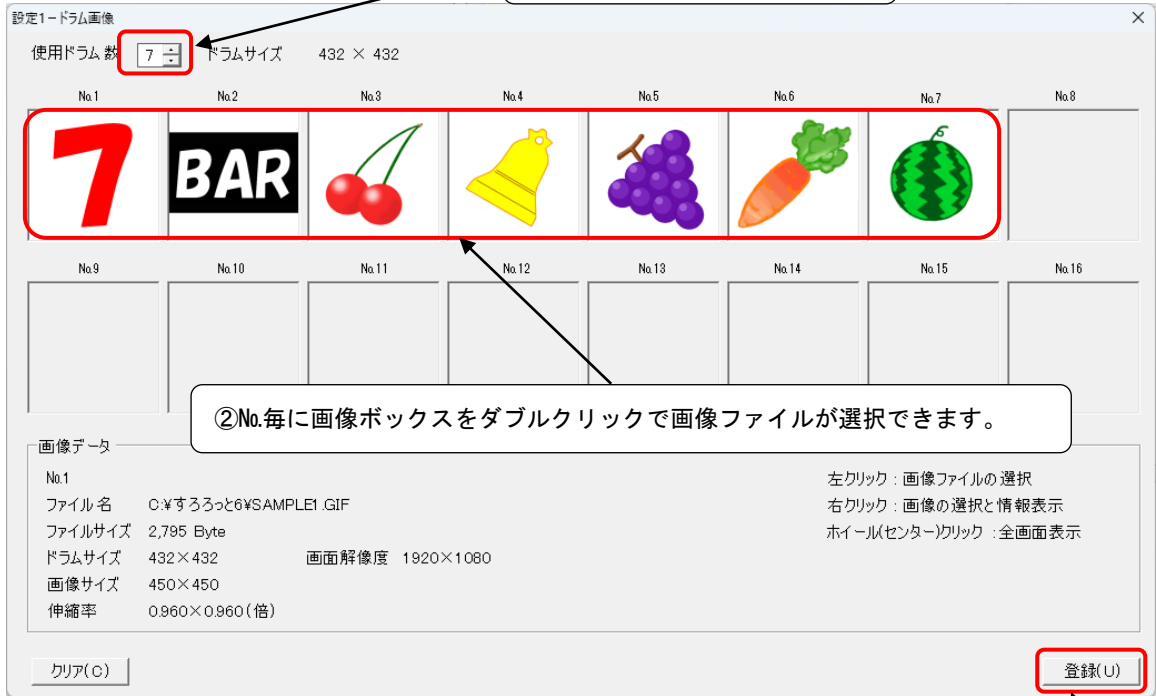 設定1-ドラム画像
使用ドラム数 7 ドラムサイズ 432 × 432
No.1 No.2 No.3 No.4 No.5 No.6 No.7 No.8
7 BAR
No.9 No.10 No.11 No.12 No.13 No.14 No.15 No.16
②No.毎に画像ボックスをダブルクリックで画像ファイルが選択できます。
画像データ
No.1 左クリック：画像ファイルの選択
ファイル名 C:¥すろろっと6¥SAMPLE1.GIF 右クリック：画像の選択と情報表示
ファイルサイズ 2,795 Byte ホイール(センター)クリック：全画面表示
ドラムサイズ 432×432 画面解像度 1920×1080
画像サイズ 450×450
伸縮率 0.960×0.960(倍)
クリア(C) 登録(U)